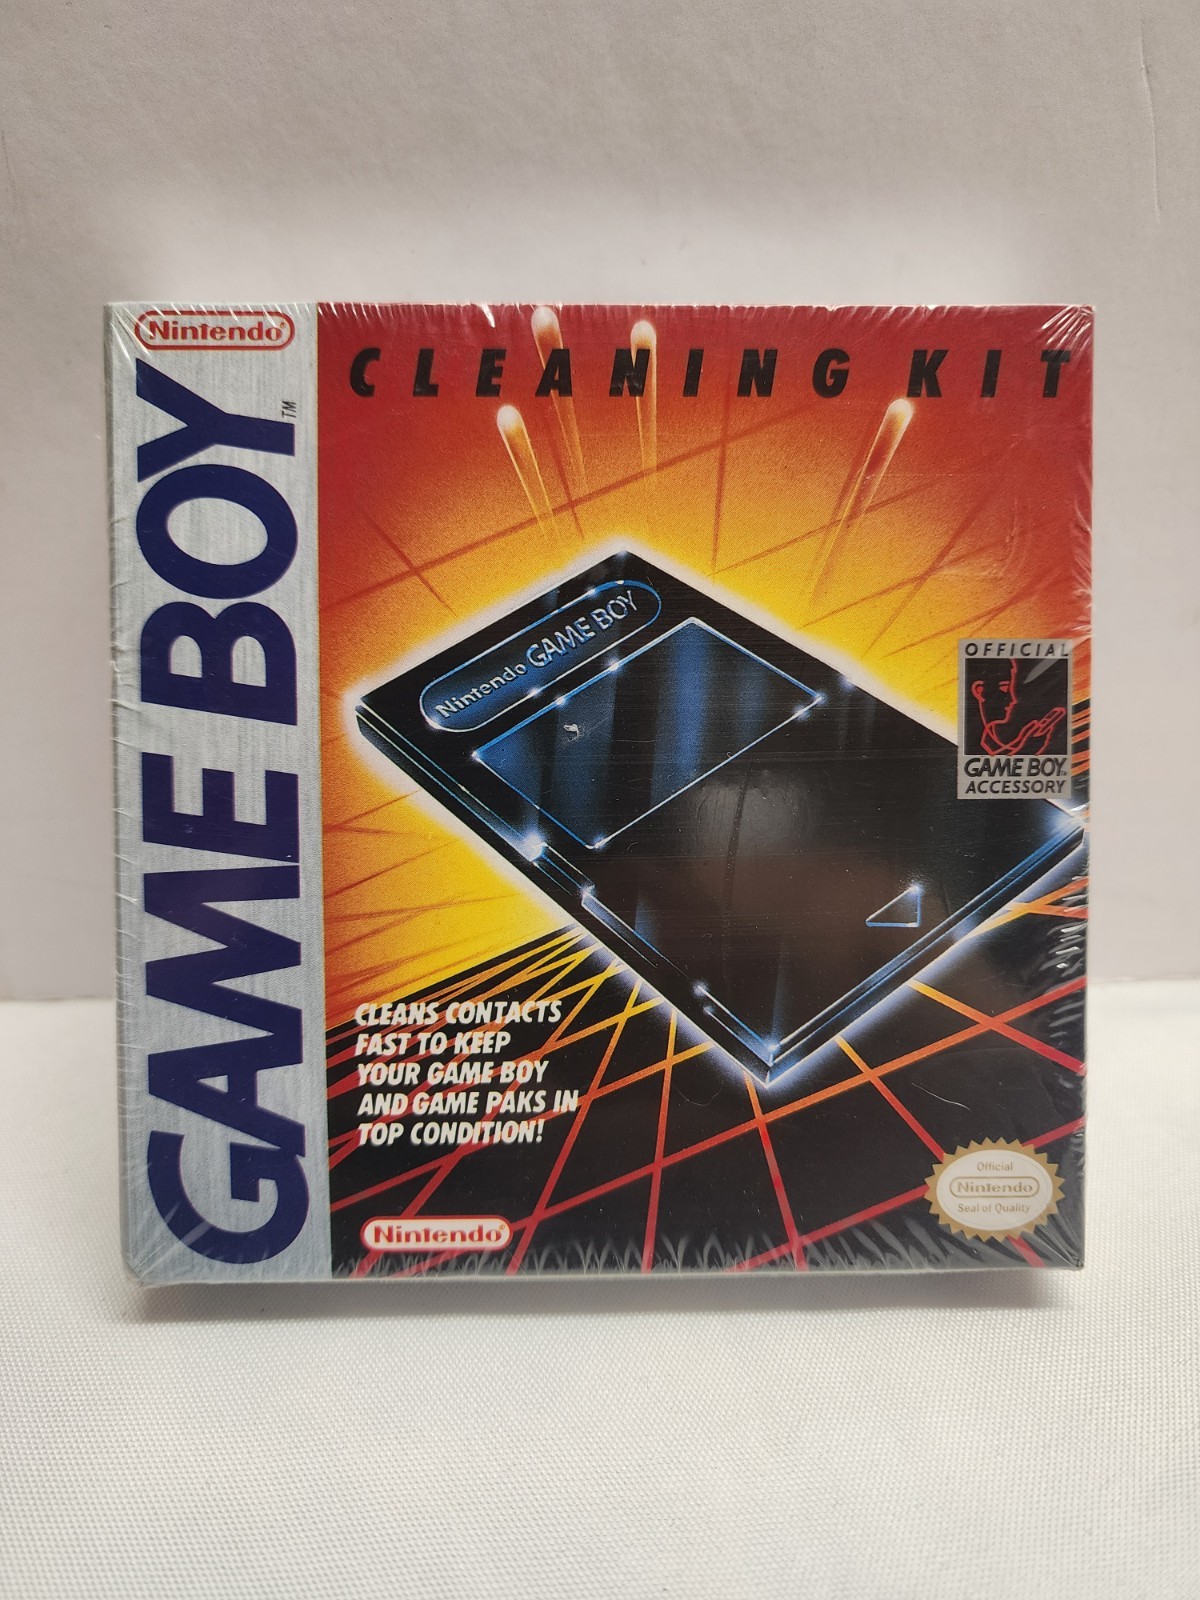 Nintendo®
GAME BOY™
CLEANING KIT
Nintendo GAME BOY
OFFICIAL
GAME BOY®
ACCESSORY
CLEANS CONTACTS
FAST TO KEEP
YOUR GAME BOY
AND GAME PAKS IN
TOP CONDITION!
Nintendo®
Official
Nintendo
Seal of Quality